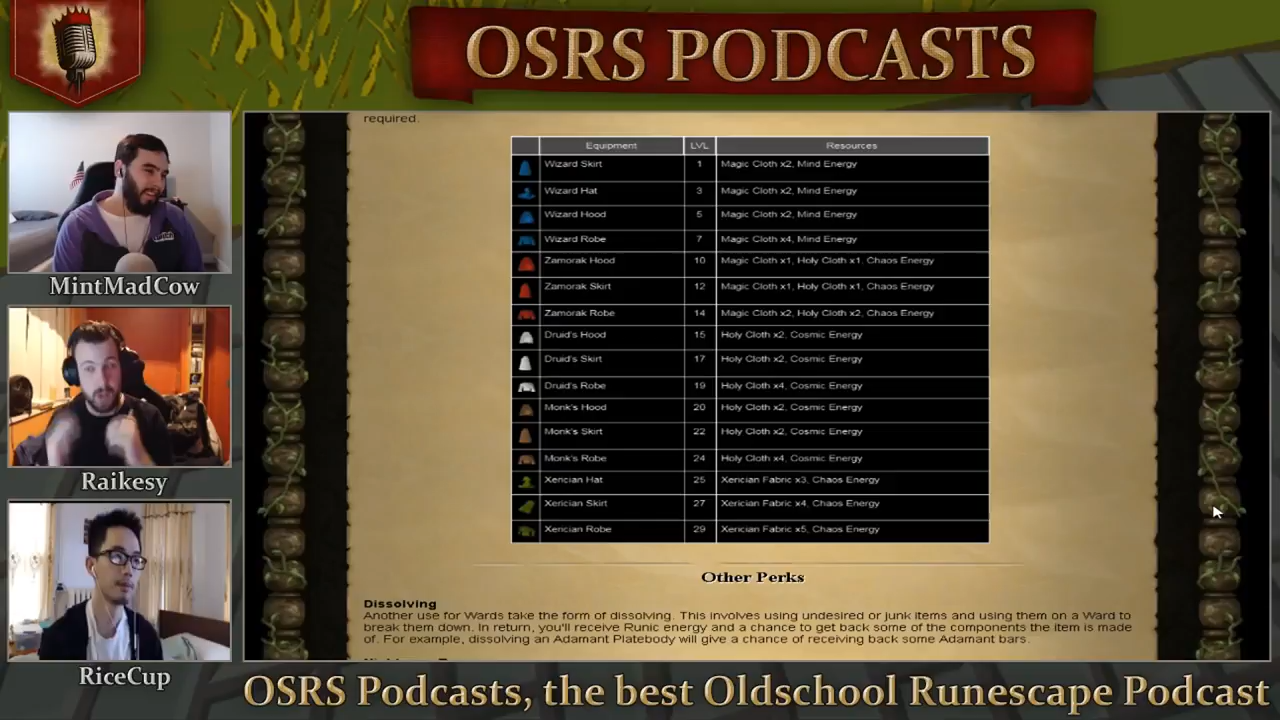 OSRS PODCASTS
required.
Equipment LVL Resources
Wizard Skirt 1 Magic Cloth x2, Mind Energy
Wizard Hat 3 Magic Cloth x2, Mind Energy
Wizard Hood 5 Magic Cloth x2, Mind Energy
Wizard Robe 7 Magic Cloth x4, Mind Energy
Zamorak Hood 10 Magic Cloth x1, Holy Cloth x1, Chaos Energy
Zamorak Skirt 12 Magic Cloth x1, Holy Cloth x1, Chaos Energy
Zamorak Robe 14 Magic Cloth x2, Holy Cloth x2, Chaos Energy
Druid's Hood 15 Holy Cloth x2, Cosmic Energy
Druid's Skirt 17 Holy Cloth x2, Cosmic Energy
Druid's Robe 19 Holy Cloth x4, Cosmic Energy
Monk's Hood 20 Holy Cloth x2, Cosmic Energy
Monk's Skirt 22 Holy Cloth x2, Cosmic Energy
Monk's Robe 24 Holy Cloth x4, Cosmic Energy
Xerician Hat 25 Xerician Fabric x3, Chaos Energy
Xerician Skirt 27 Xerician Fabric x4, Chaos Energy
Xerician Robe 29 Xerician Fabric x5, Chaos Energy
Other Perks
Dissolving
Another use for Wards take the form of dissolving. This involves using undesired or junk items and using them on a Ward to
break them down. In return, you'll receive Runic energy and a chance to get back some of the components the item is made
of. For example, dissolving an Adamant Platebody will give a chance of receiving back some Adamant bars.
MintMadCow
Raikesy
RiceCup
OSRS Podcasts, the best Oldschool Runescape Podcast